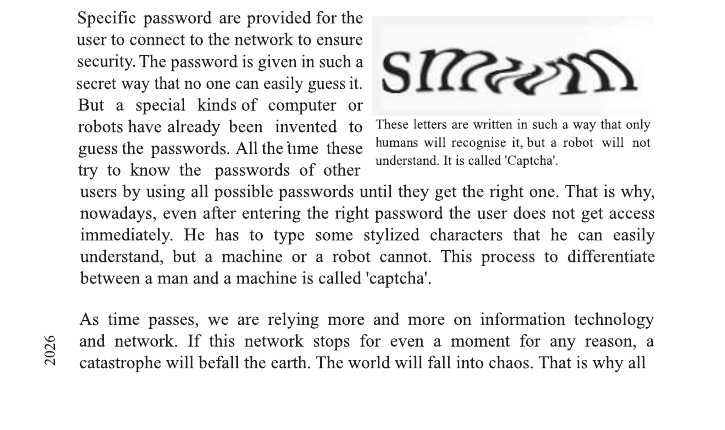 Specific password are provided for the
user to connect to the network to ensure
security. The password is given in such a
secret way that no one can easily guess it.
But a special kinds of computer or
robots have already been invented to
guess the passwords. All the time these
try to know the passwords of other
users by using all possible passwords until they get the right one. That is why,
nowadays, even after entering the right password the user does not get access
immediately. He has to type some stylized characters that he can easily
understand, but a machine or a robot cannot. This process to differentiate
between a man and a machine is called 'captcha'.
smwm
These letters are written in such a way that only
humans will recognise it, but a robot will not
understand. It is called 'Captcha'.
As time passes, we are relying more and more on information technology
and network. If this network stops for even a moment for any reason, a
catastrophe will befall the earth. The world will fall into chaos. That is why all
2026